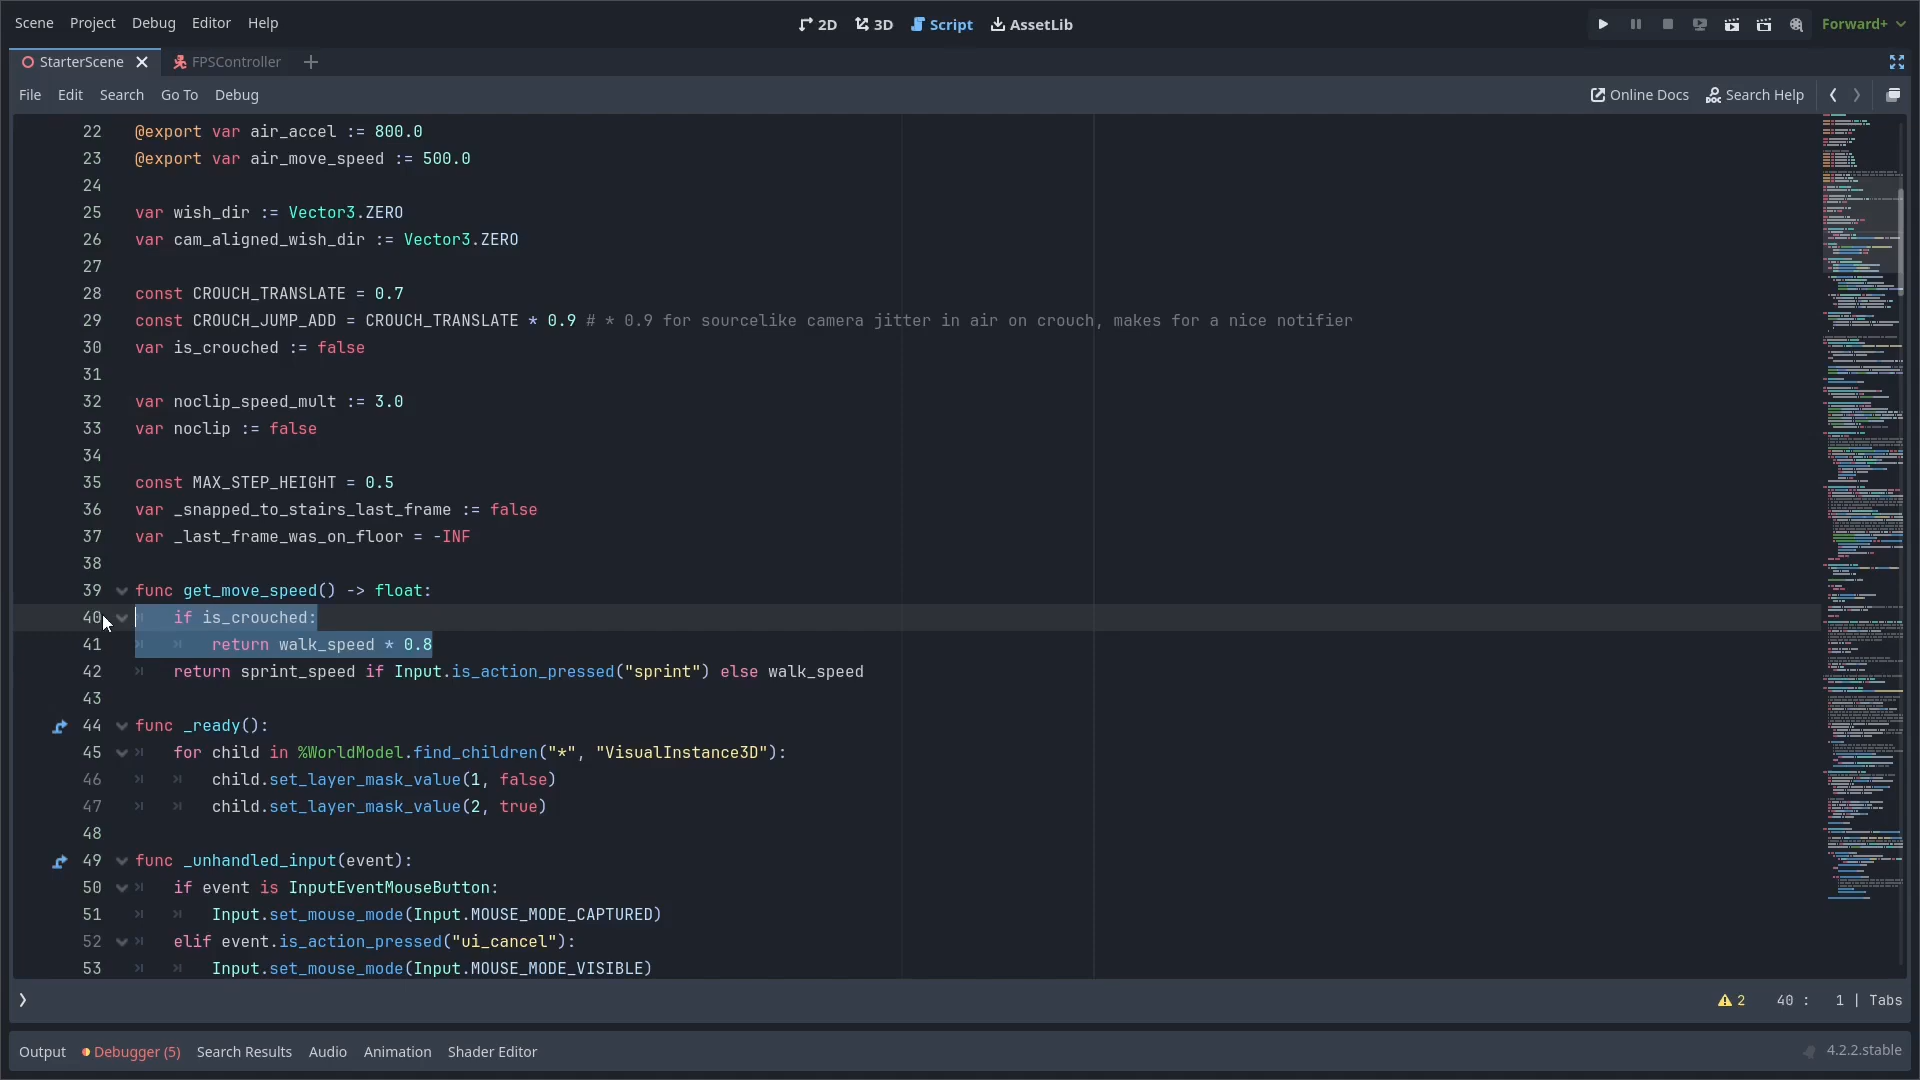 Scene Project Debug Editor Help 2D 3D Script AssetLib Forward+
StarterScene FPSController
File Edit Search Go To Debug Online Docs Search Help
22 @export var air_accel := 800.0
23 @export var air_move_speed := 500.0
24
25 var wish_dir := Vector3.ZERO
26 var cam_aligned_wish_dir := Vector3.ZERO
27
28 const CROUCH_TRANSLATE = 0.7
29 const CROUCH_JUMP_ADD = CROUCH_TRANSLATE * 0.9 # * 0.9 for sourcelike camera jitter in air on crouch, makes for a nice notifier
30 var is_crouched := false
31
32 var noclip_speed_mult := 3.0
33 var noclip := false
34
35 const MAX_STEP_HEIGHT = 0.5
36 var _snapped_to_stairs_last_frame := false
37 var _last_frame_was_on_floor = -INF
38
39 func get_move_speed() -> float:
40 if is_crouched:
41 return walk_speed * 0.8
42 return sprint_speed if Input.is_action_pressed("sprint") else walk_speed
43
44 func _ready():
45 for child in %WorldModel.find_children("*", "VisualInstance3D"):
46 child.set_layer_mask_value(1, false)
47 child.set_layer_mask_value(2, true)
48
49 func _unhandled_input(event):
50 if event is InputEventMouseButton:
51 Input.set_mouse_mode(Input.MOUSE_MODE_CAPTURED)
52 elif event.is_action_pressed("ui_cancel"):
53 Input.set_mouse_mode(Input.MOUSE_MODE_VISIBLE)
2 40 : 1 | Tabs
Output Debugger (5) Search Results Audio Animation Shader Editor 4.2.2.stable